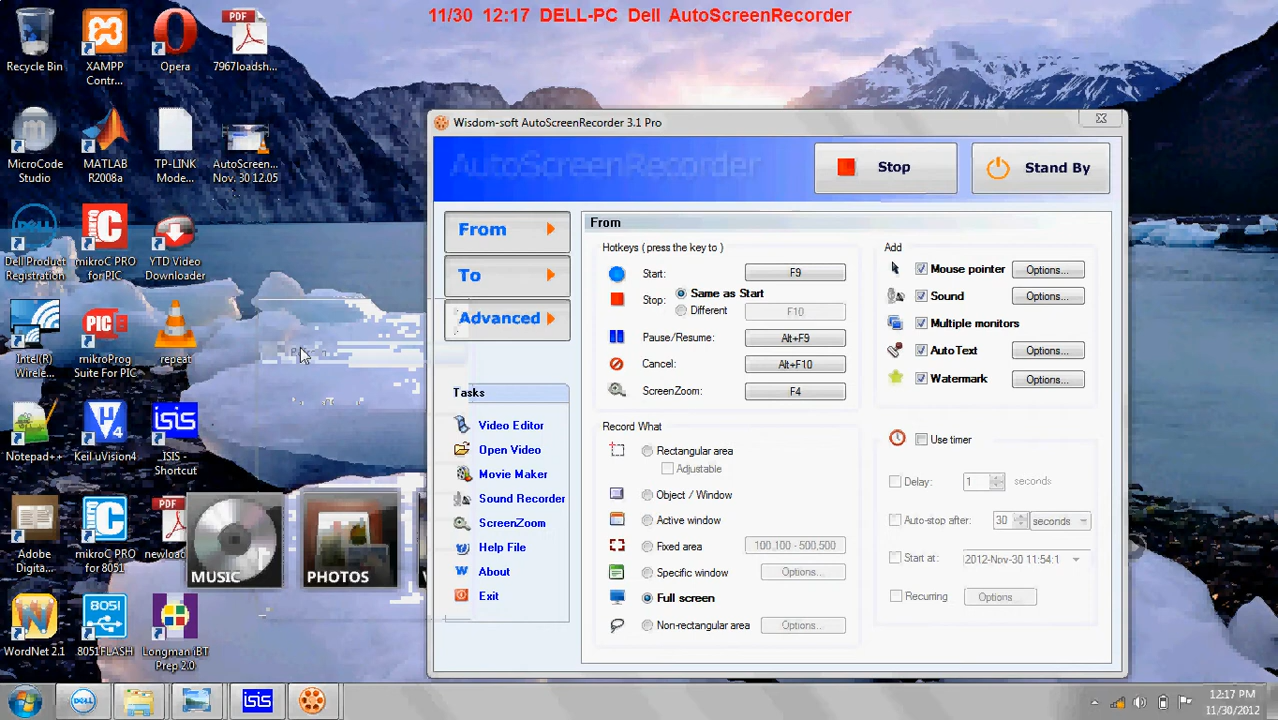 11/30 12:17 DELL-PC Dell AutoScreenRecorder
Recycle Bin
XAMPP
Contr...
Opera
PDF
7967loadsh...
MicroCode
Studio
MATLAB
R2008a
TP-LINK
Mode...
AutoScreen...
Nov. 30 12.05
Dell Product
Registration
mikroC PRO
for PIC
YTD Video
Downloader
Intel(R)
Wirele...
PIC
mikroProg
Suite For PIC
repeat
Notepad++
Keil uVision4
ISIS
ISIS -
Shortcut
Adobe
Digita...
mikroC PRO
for 8051
PDF
newload
MUSIC
PHOTOS
WordNet 2.1
8051
8051FLASH
Longman iBT
Prep 2.0
Wisdom-soft AutoScreenRecorder 3.1 Pro
AutoScreenRecorder
Stop
Stand By
From
To
Advanced
Tasks
Video Editor
Open Video
Movie Maker
Sound Recorder
ScreenZoom
Help File
About
Exit
From
Hotkeys ( press the key to )
Start: F9
Stop: Same as Start
Different F10
Pause/Resume: Alt+F9
Cancel: Alt+F10
ScreenZoom: F4
Record What
Rectangular area
Adjustable
Object / Window
Active window
Fixed area 100,100 - 500,500
Specific window Options...
Full screen
Non-rectangular area Options...
Add
Mouse pointer Options...
Sound Options...
Multiple monitors
AutoText Options...
Watermark Options...
Use timer
Delay: 1 seconds
Auto-stop after: 30 seconds
Start at: 2012-Nov-30 11:54:1
Recurring Options...
DELL
ISIS
12:17 PM
11/30/2012